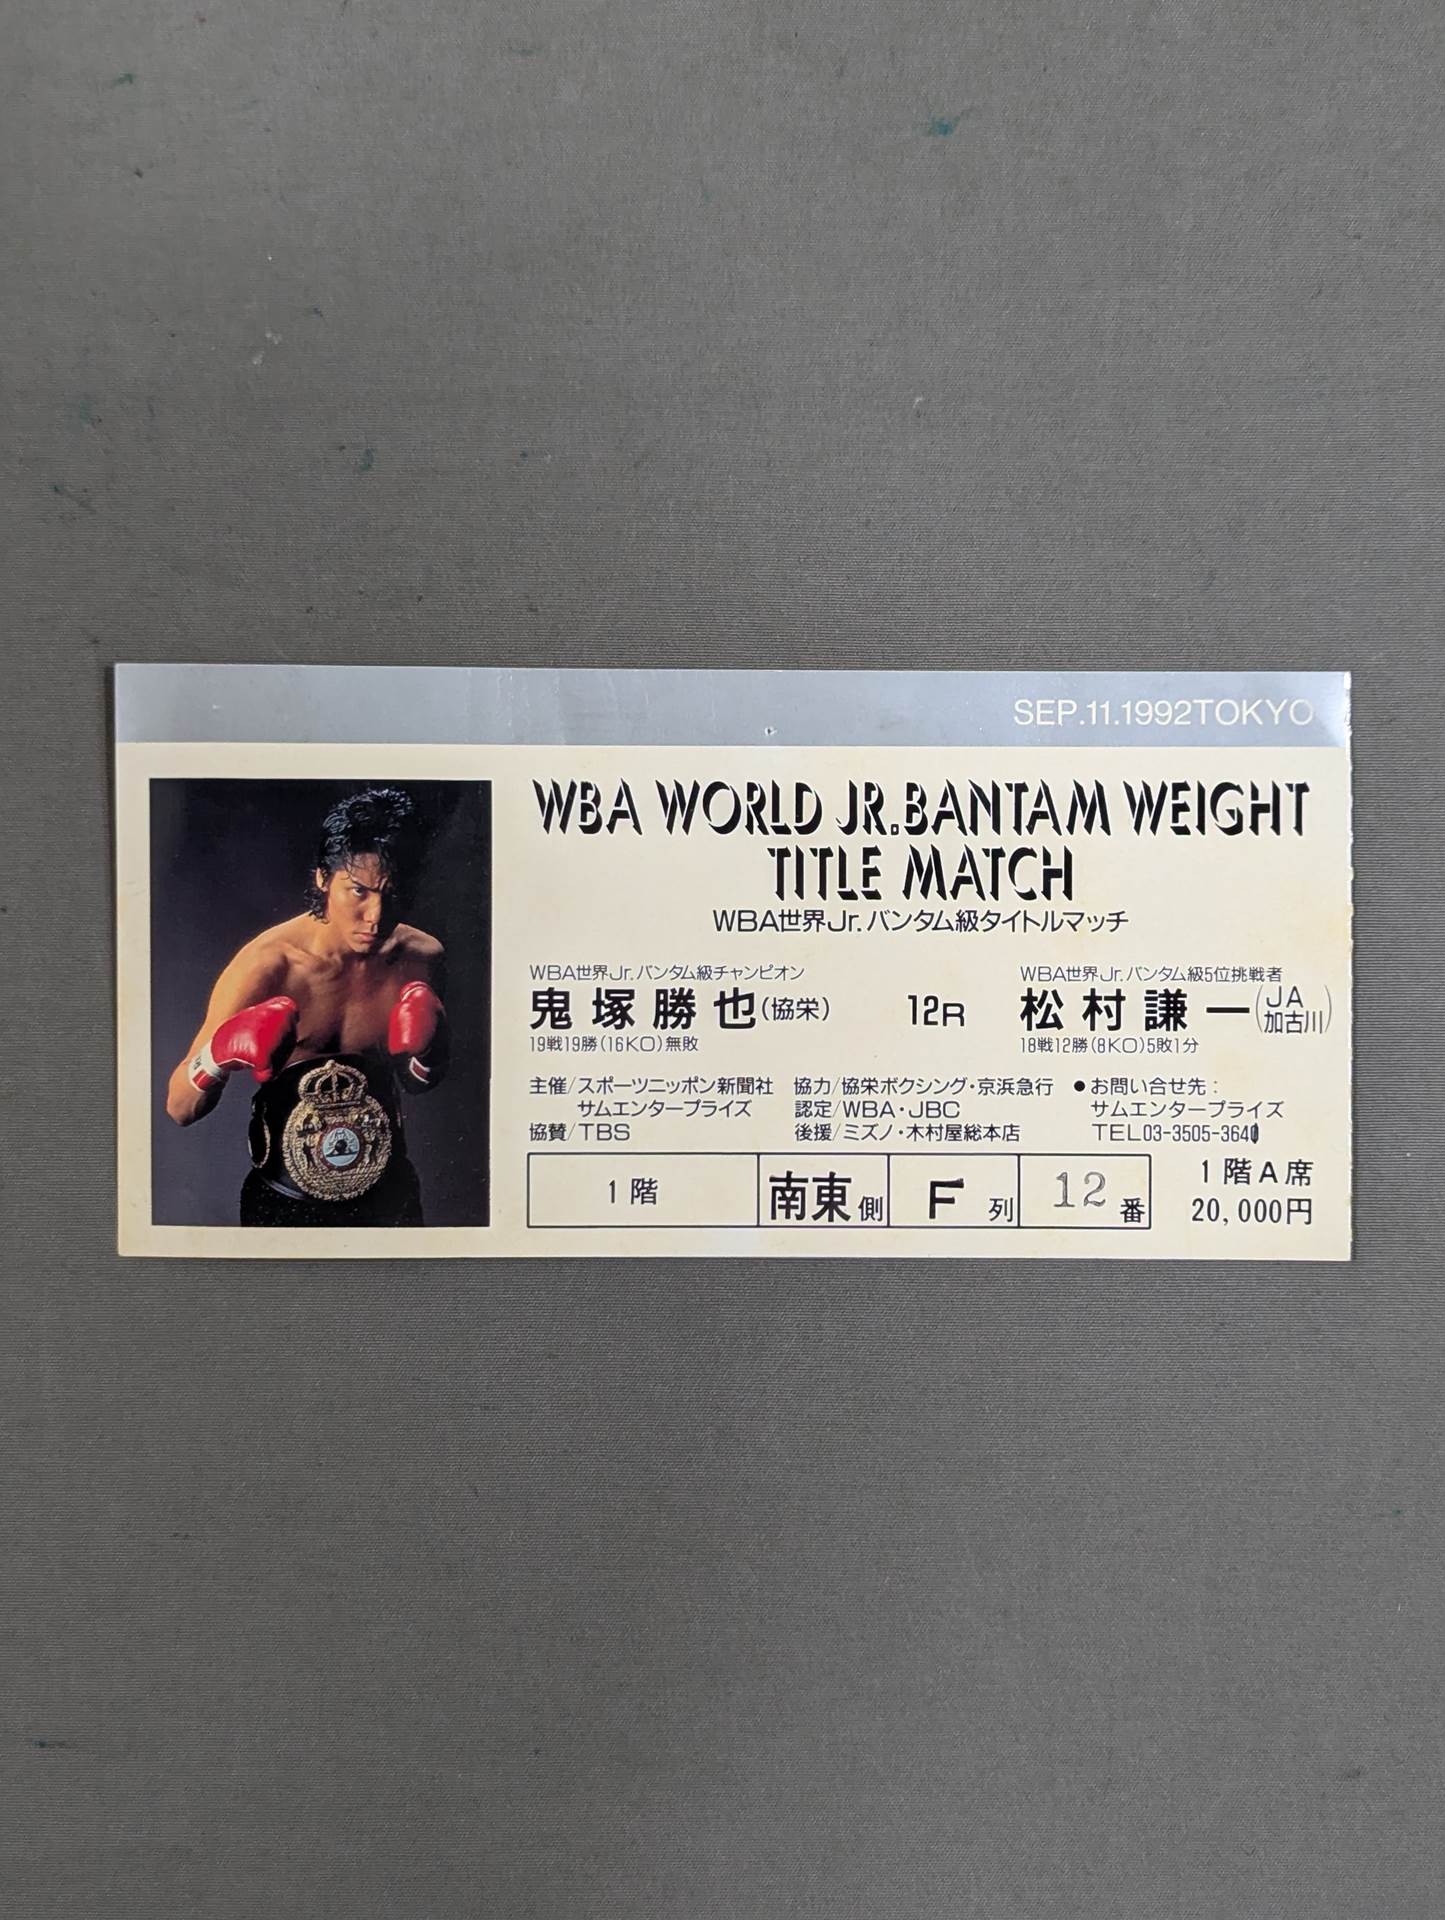 SEP.11.1992TOKYO
WBA WORLD JR.BANTAM WEIGHT
TITLE MATCH
WBA世界Jr.バンタム級タイトルマッチ
WBA世界Jr.バンタム級チャンピオン
鬼塚勝也(協栄)
19戦19勝(16KO)無敗
12R
WBA世界Jr.バンタム級5位挑戦者
松村謙一(JA加古川)
18戦12勝(8KO)5敗1分
主催/スポーツニッポン新聞社
サムエンタープライズ
協賛/TBS
協力/協栄ボクシング・京浜急行
認定/WBA・JBC
後援/ミズノ・木村屋総本店
●お問い合せ先:
サムエンタープライズ
TEL03-3505-364
1階 南東側 F列 12番
1階A席
20,000円